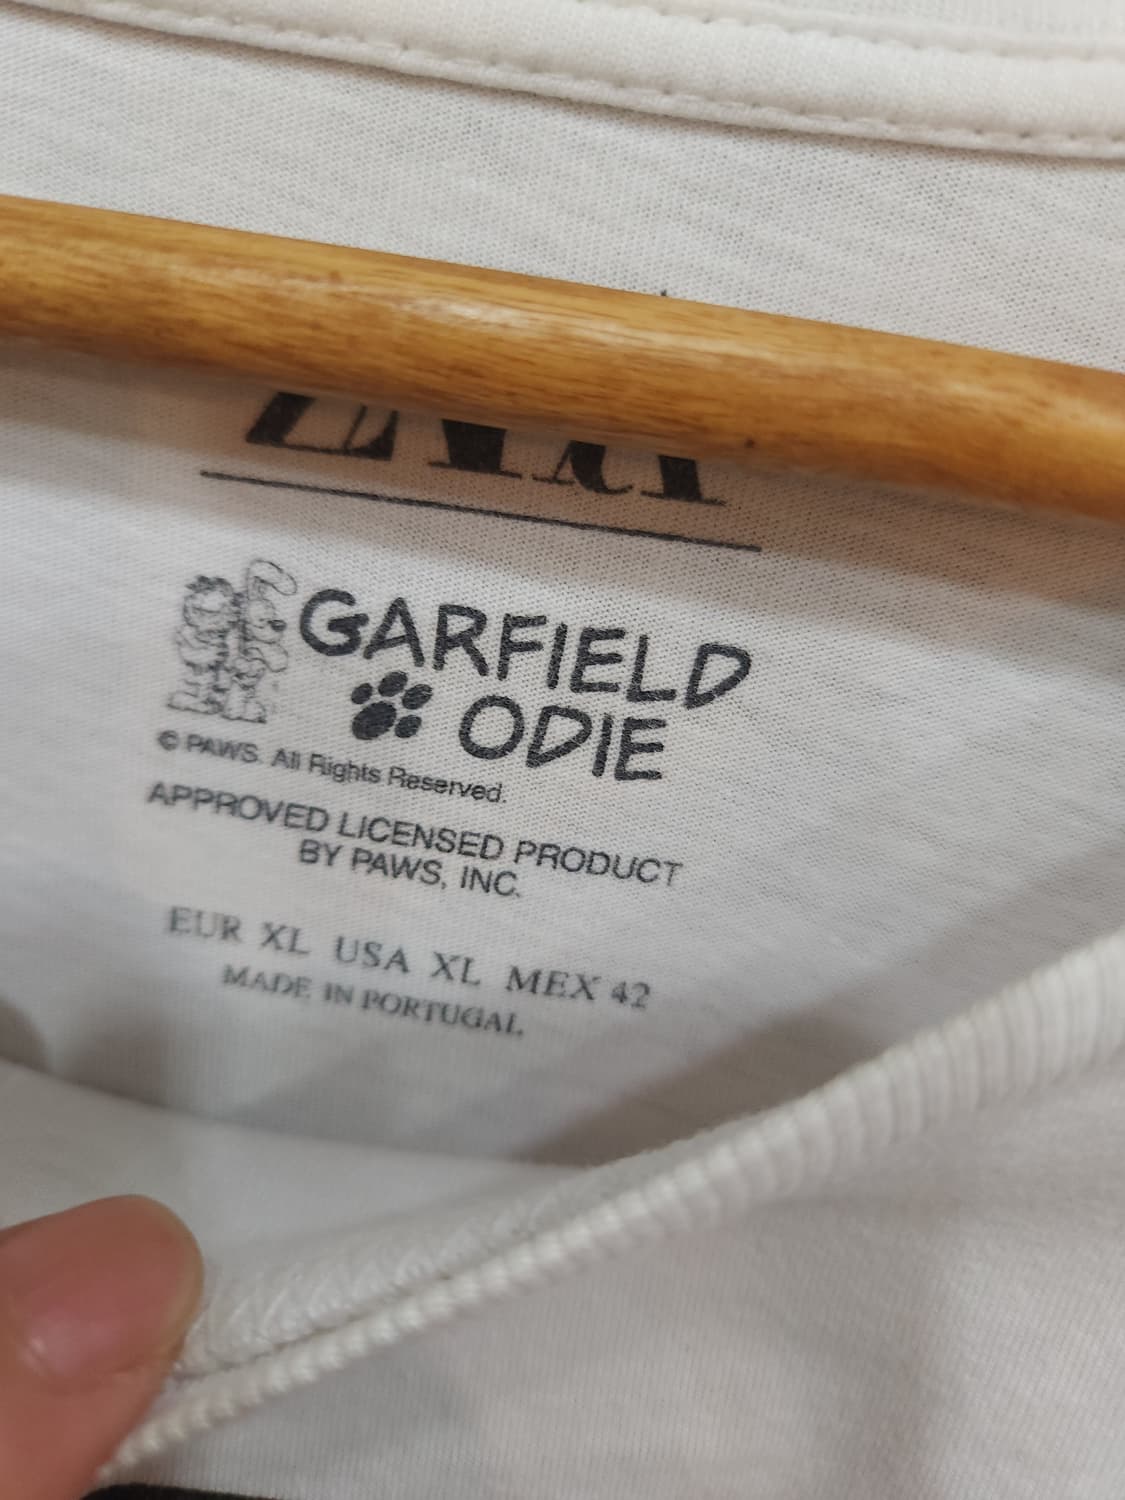 ZARA
GARFIELD
ODIE
© PAWS. All Rights Reserved.
APPROVED LICENSED PRODUCT
BY PAWS, INC.
EUR XL USA XL MEX 42
MADE IN PORTUGAL